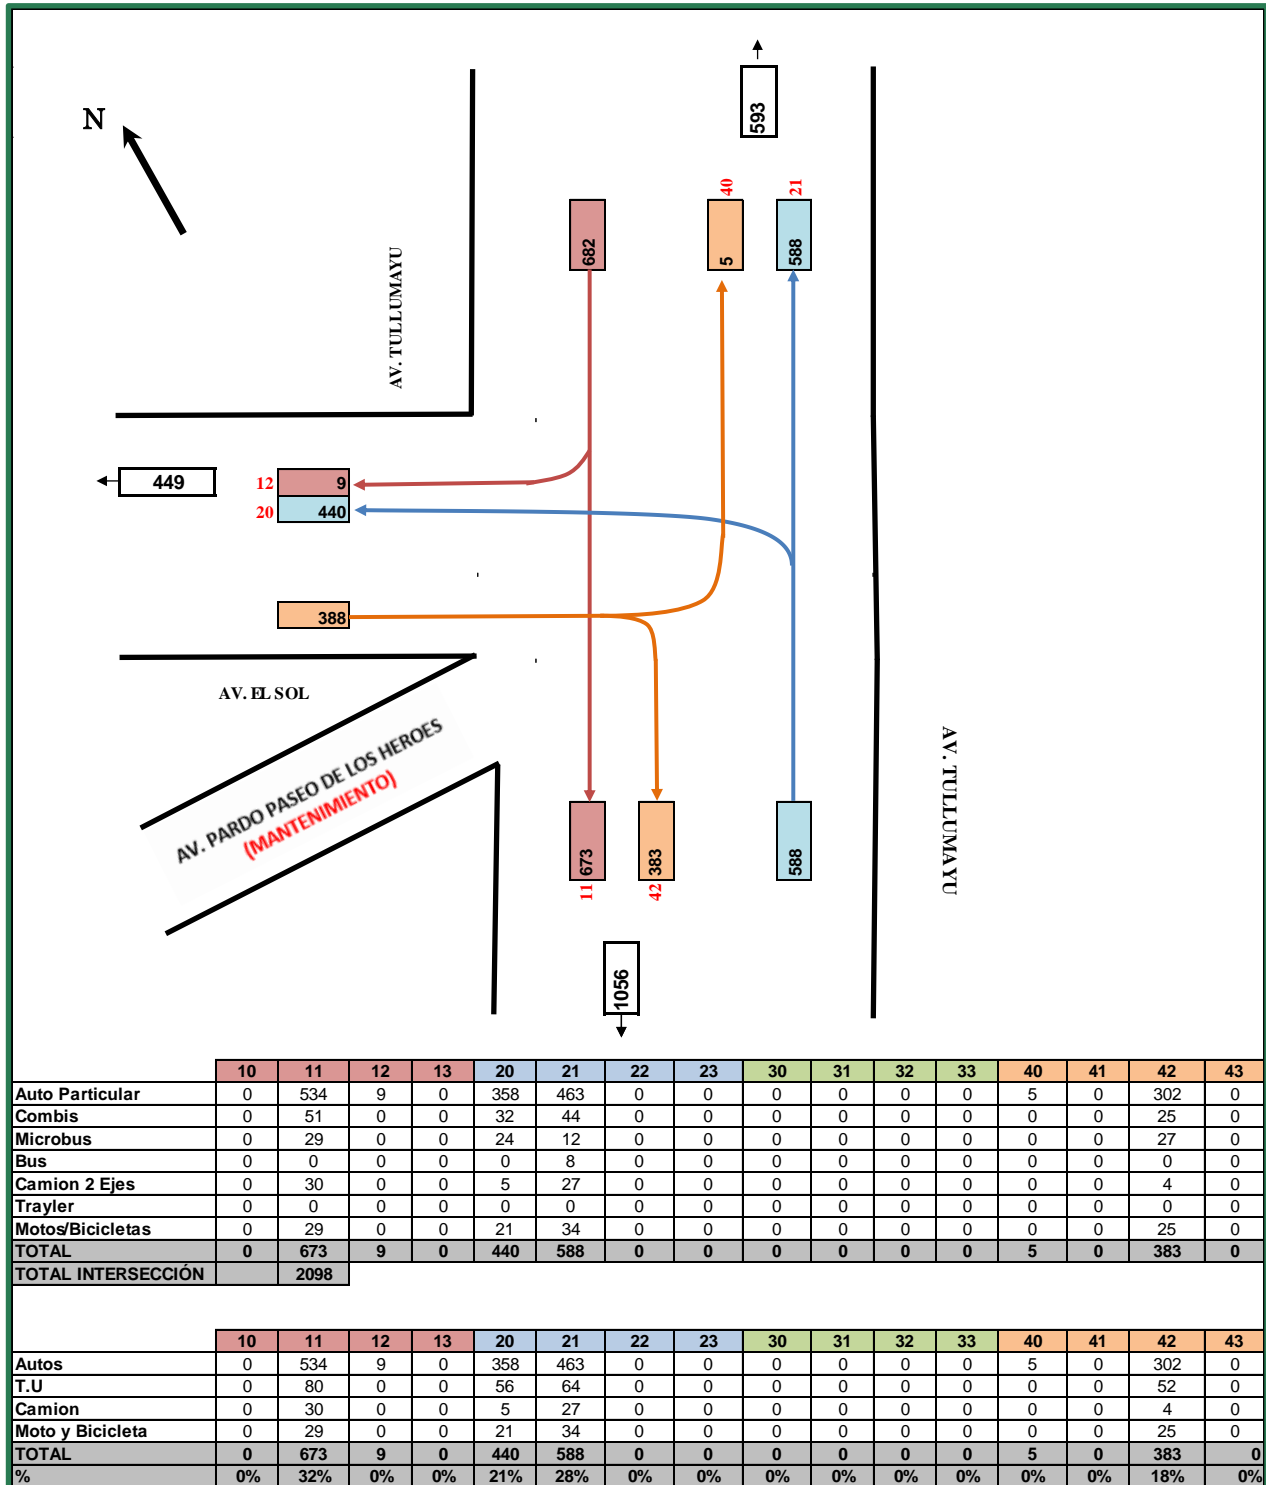 593
N
40 21
682 5 588
AV. TULLUMAYU
449 12 9
20 440
388
AV. EL SOL
AV. PARDO PASEO DE LOS HEROES
(MANTENIMIENTO)
AV. TULLUMAYU
673 383 588
11 42
1056
10 11 12 13 20 21 22 23 30 31 32 33 40 41 42 43
Auto Particular 0 534 9 0 358 463 0 0 0 0 0 0 5 0 302 0
Combis 0 51 0 0 32 44 0 0 0 0 0 0 0 0 25 0
Microbus 0 29 0 0 24 12 0 0 0 0 0 0 0 0 27 0
Bus 0 0 0 0 0 8 0 0 0 0 0 0 0 0 0 0
Camion 2 Ejes 0 30 0 0 5 27 0 0 0 0 0 0 0 0 4 0
Trayler 0 0 0 0 0 0 0 0 0 0 0 0 0 0 0 0
Motos/Bicicletas 0 29 0 0 21 34 0 0 0 0 0 0 0 0 25 0
TOTAL 0 673 9 0 440 588 0 0 0 0 0 0 5 0 383 0
TOTAL INTERSECCIÓN 2098
10 11 12 13 20 21 22 23 30 31 32 33 40 41 42 43
Autos 0 534 9 0 358 463 0 0 0 0 0 0 5 0 302 0
T.U 0 80 0 0 56 64 0 0 0 0 0 0 0 0 52 0
Camion 0 30 0 0 5 27 0 0 0 0 0 0 0 0 4 0
Moto y Bicicleta 0 29 0 0 21 34 0 0 0 0 0 0 0 0 25 0
TOTAL 0 673 9 0 440 588 0 0 0 0 0 0 5 0 383 0
% 0% 32% 0% 0% 21% 28% 0% 0% 0% 0% 0% 0% 0% 0% 18% 0%